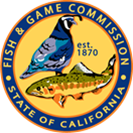 FISH & GAME COMMISSION
est.
1870
STATE OF CALIFORNIA